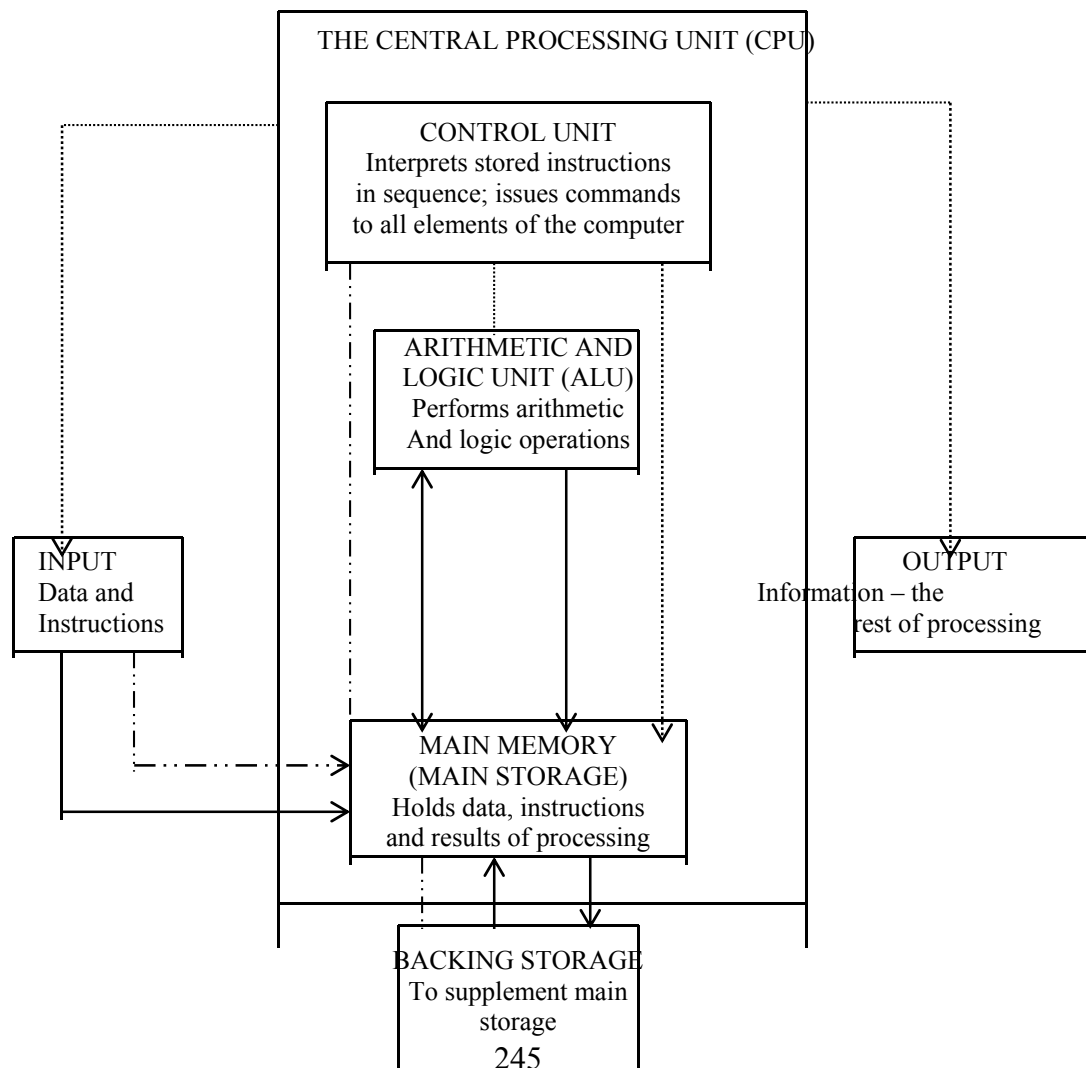 THE CENTRAL PROCESSING UNIT (CPU)
CONTROL UNIT
Interprets stored instructions
in sequence; issues commands
to all elements of the computer
ARITHMETIC AND
LOGIC UNIT (ALU)
Performs arithmetic
And logic operations
INPUT
Data and
Instructions
OUTPUT
Information – the
rest of processing
MAIN MEMORY
(MAIN STORAGE)
Holds data, instructions
and results of processing
BACKING STORAGE
To supplement main
storage
245